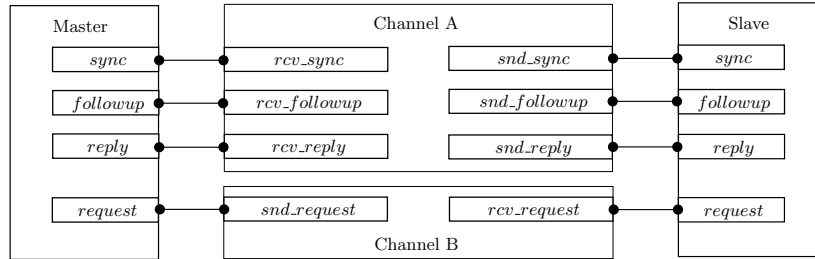 Master
Channel A
Slave
sync
rcv_sync
snd_sync
sync
followup
rcv_followup
snd_followup
followup
reply
rcv_reply
snd_reply
reply
request
snd_request
rcv_request
request
Channel B